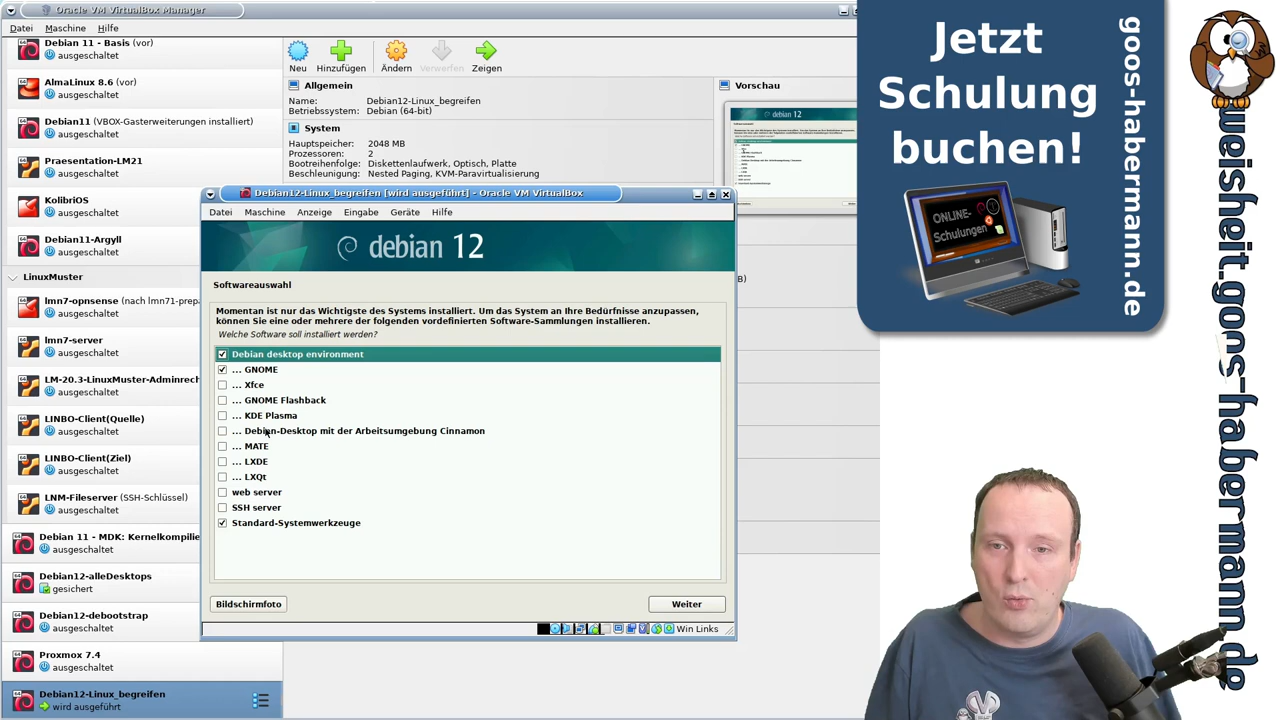 Oracle VM VirtualBox Manager
Datei Maschine Hilfe
Debian 11 - Basis (vor)
ausgeschaltet
AlmaLinux 8.6 (vor)
ausgeschaltet
Debian11 (VBOX-Gasterweiterungen installiert)
ausgeschaltet
Praesentation-LM21
ausgeschaltet
KolibriOS
ausgeschaltet
Debian11-Argyll
ausgeschaltet
LinuxMuster
lmn7-opnsense (nach lmn71-prep
ausgeschaltet
lmn7-server
ausgeschaltet
LM-20.3-LinuxMuster-Adminrech
ausgeschaltet
LINBO-Client(Quelle)
ausgeschaltet
LINBO-Client(Ziel)
ausgeschaltet
LNM-Fileserver (SSH-Schlüssel)
ausgeschaltet
Debian 11 - MDK: Kernelkompilie
ausgeschaltet
Debian12-alleDesktops
gesichert
Debian12-debootstrap
ausgeschaltet
Proxmox 7.4
ausgeschaltet
Debian12-Linux_begreifen
wird ausgeführt
Neu Hinzufügen Ändern Verwerfen Zeigen
Allgemein
Name: Debian12-Linux_begreifen
Betriebssystem: Debian (64-bit)
System
Hauptspeicher: 2048 MB
Prozessoren: 2
Bootreihenfolge: Diskettenlaufwerk, Optisch, Platte
Beschleunigung: Nested Paging, KVM-Paravirtualisierung
Vorschau
debian 12
B)
Debian12-Linux_begreifen [wird ausgeführt] - Oracle VM VirtualBox
Datei Maschine Anzeige Eingabe Geräte Hilfe
debian 12
Softwareauswahl
Momentan ist nur das Wichtigste des Systems installiert. Um das System an Ihre Bedürfnisse anzupassen,
können Sie eine oder mehrere der folgenden vordefinierten Software-Sammlungen installieren.
Welche Software soll installiert werden?
Debian desktop environment
... GNOME
... Xfce
... GNOME Flashback
... KDE Plasma
... Debian-Desktop mit der Arbeitsumgebung Cinnamon
... MATE
... LXDE
... LXQt
web server
SSH server
Standard-Systemwerkzeuge
Bildschirmfoto
Weiter
Win Links
Jetzt
Schulung
buchen!
ONLINE-
Schulungen
goos-habermann.de
weisheit.goos-habermann.de